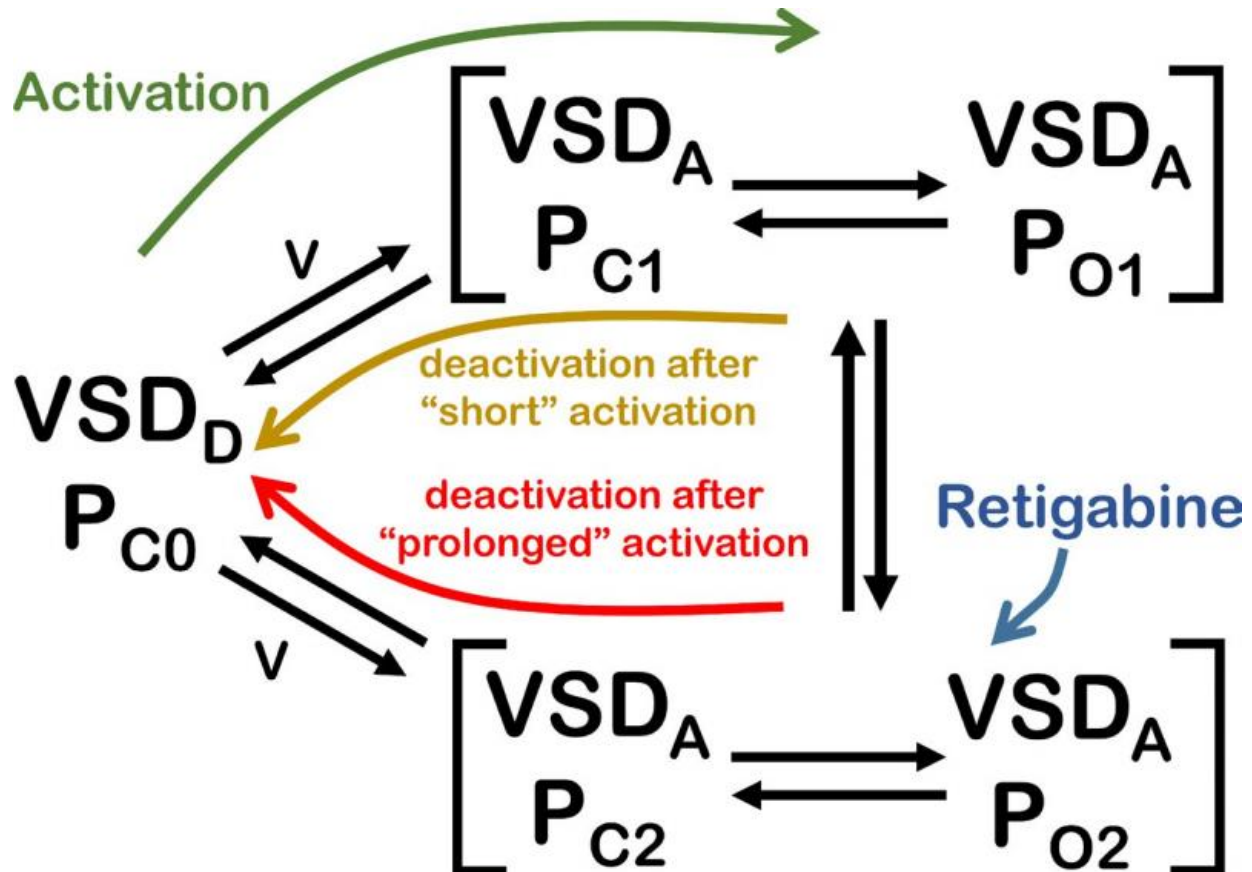 Activation
VSDA
PC1
VSDA
PO1
V
deactivation after
“short” activation
VSDD
PC0
deactivation after
“prolonged” activation
Retigabine
V
VSDA
PC2
VSDA
PO2